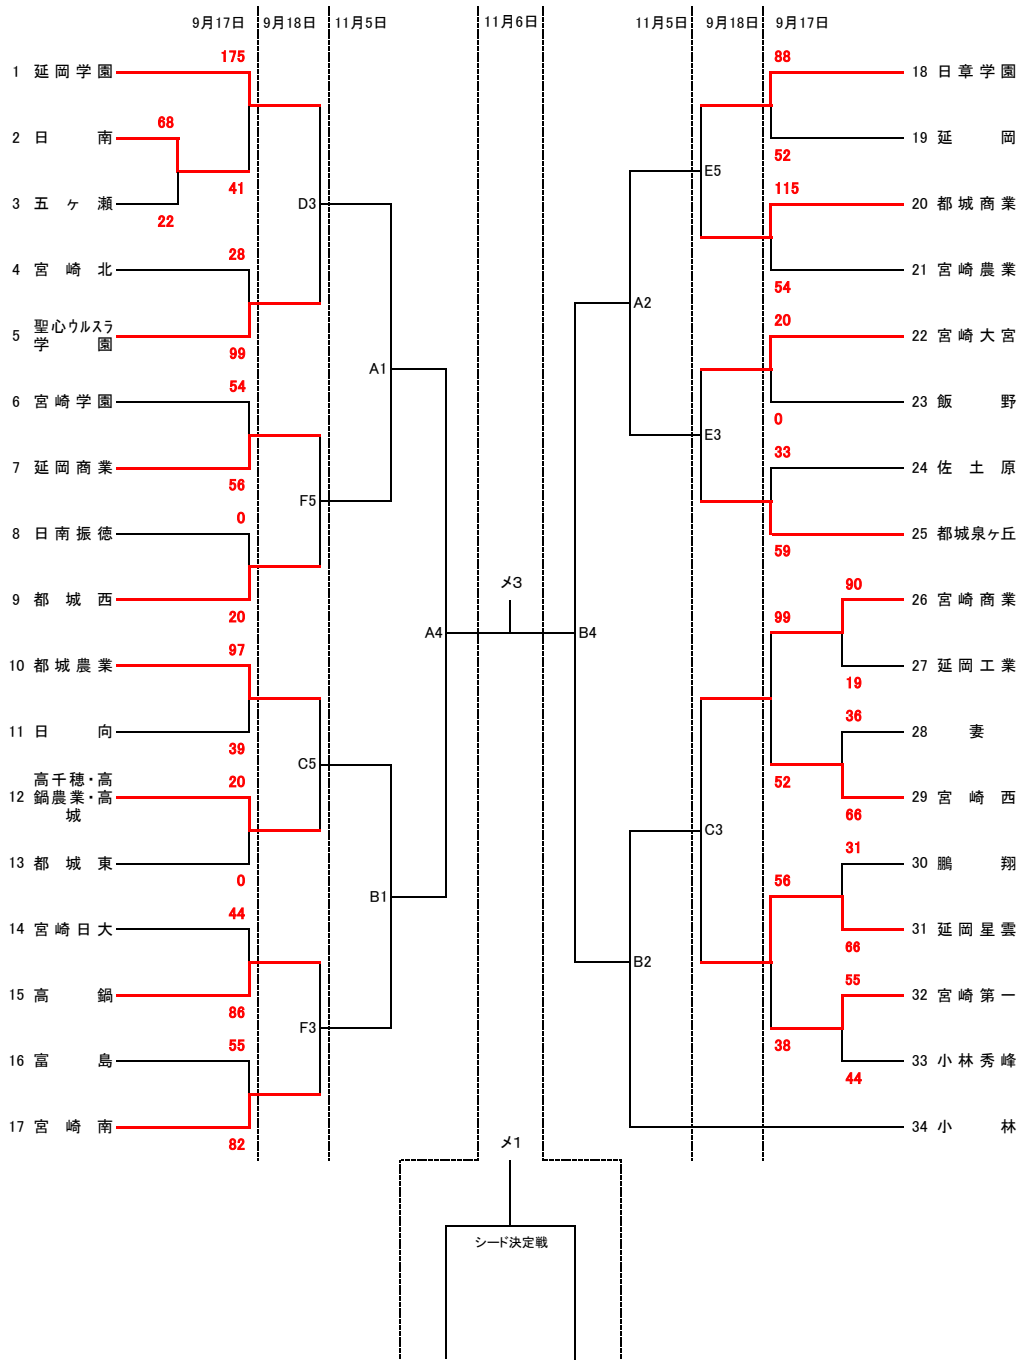 9月17日 9月18日 11月5日 11月6日 11月5日 9月18日 9月17日
175
1 延岡学園
68
2 日南
41
3 五ヶ瀬
22
28
4 宮崎北
5 聖心ウルスラ
学園
99
54
6 宮崎学園
7 延岡商業
56
0
8 日南振徳
9 都城西
20
97
10 都城農業
11 日向
39
高千穂・高
20
12 鍋農業・高
城
13 都城東
0
44
14 宮崎日大
15 高鍋
86
55
16 富島
17 宮崎南
82
D3
F5
C5
F3
A1
B1
A4
メ3
B4
A2
B2
E5
E3
C3
88
18 日章学園
19 延岡
52
115
20 都城商業
21 宮崎農業
54
20
22 宮崎大宮
23 飯野
0
33
24 佐土原
25 都城泉ヶ丘
59
90
26 宮崎商業
99
27 延岡工業
19
36
28 妻
52
29 宮崎西
66
31
30 鵬翔
56
31 延岡星雲
66
55
32 宮崎第一
38
33 小林秀峰
44
34 小林
メ1
シード決定戦